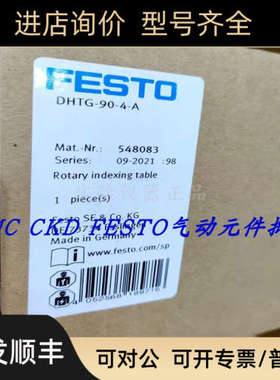 进店询价 型号齐全
FESTO
DHTG-90-4-A
Mat.-Nr.: 548083
Series: 09-2021 :98
Rotary indexing table
1 piece(s)
Festo SE & Co. KG
MC CKD FESTO气动元件
Made in Germany
www.festo.com/sp
发顺丰
可对公 可开专票